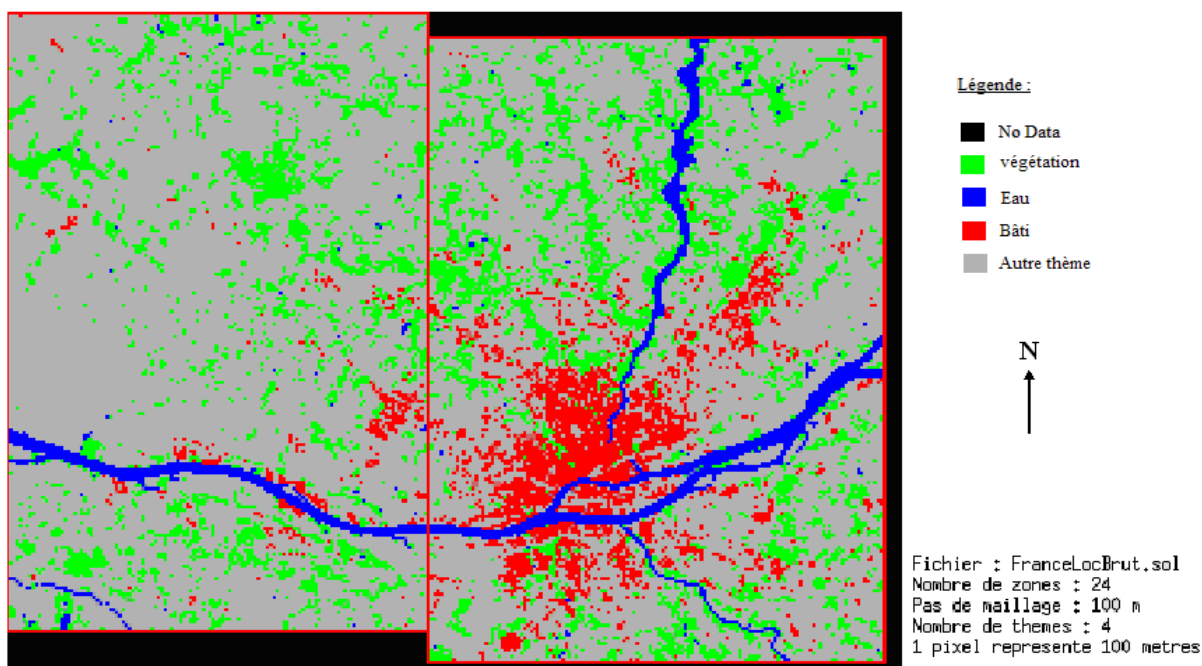 Légende :
No Data
végétation
Eau
Bâti
Autre thème
N
Fichier : FranceLocBrut.sol
Nombre de zones : 24
Pas de maillage : 100 m
Nombre de themes : 4
1 pixel represente 100 metres